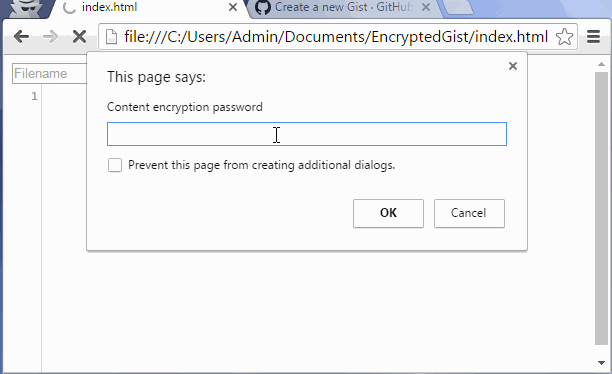 index.html
Create a new Gist · GitHub
file:///C:/Users/Admin/Documents/EncryptedGist/index.html
Filename
1
This page says:
Content encryption password
Prevent this page from creating additional dialogs.
OK
Cancel